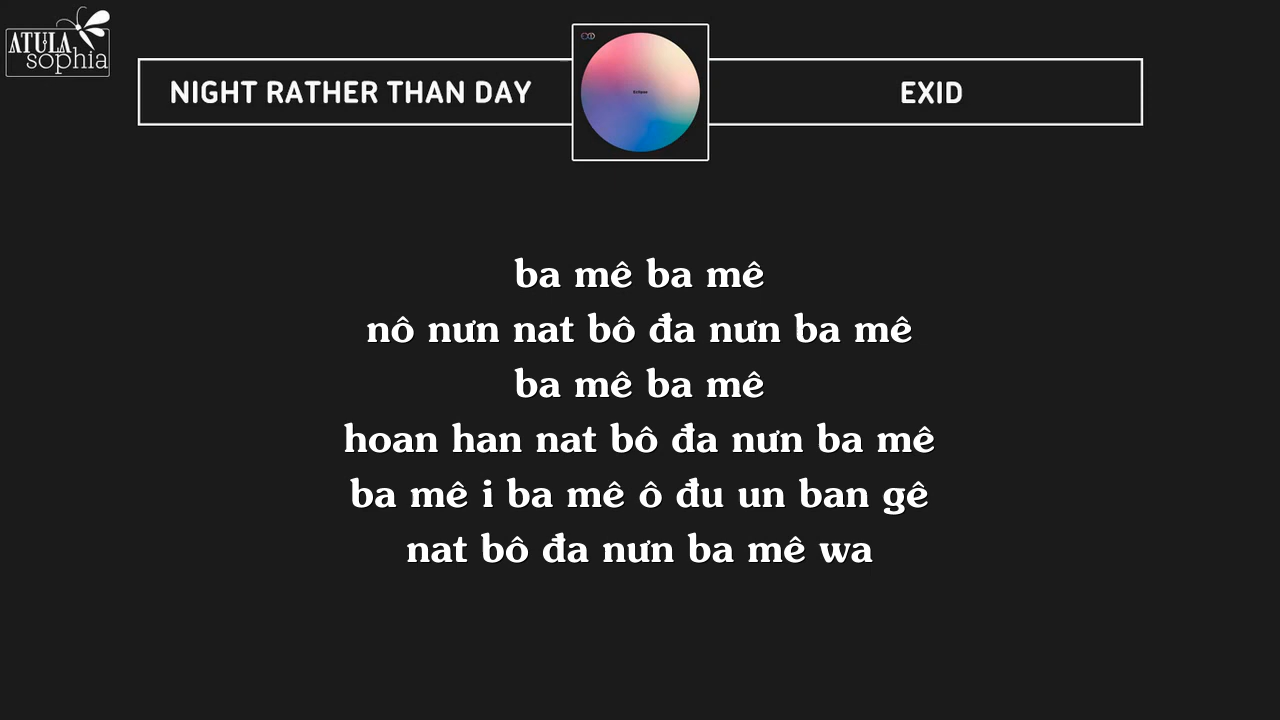 ATULA
sophia
NIGHT RATHER THAN DAY
EXID
ba mê ba mê
nô nưn nat bô đa nưn ba mê
ba mê ba mê
hoan han nat bô đa nưn ba mê
ba mê i ba mê ô đu un ban gê
nat bô đa nưn ba mê wa